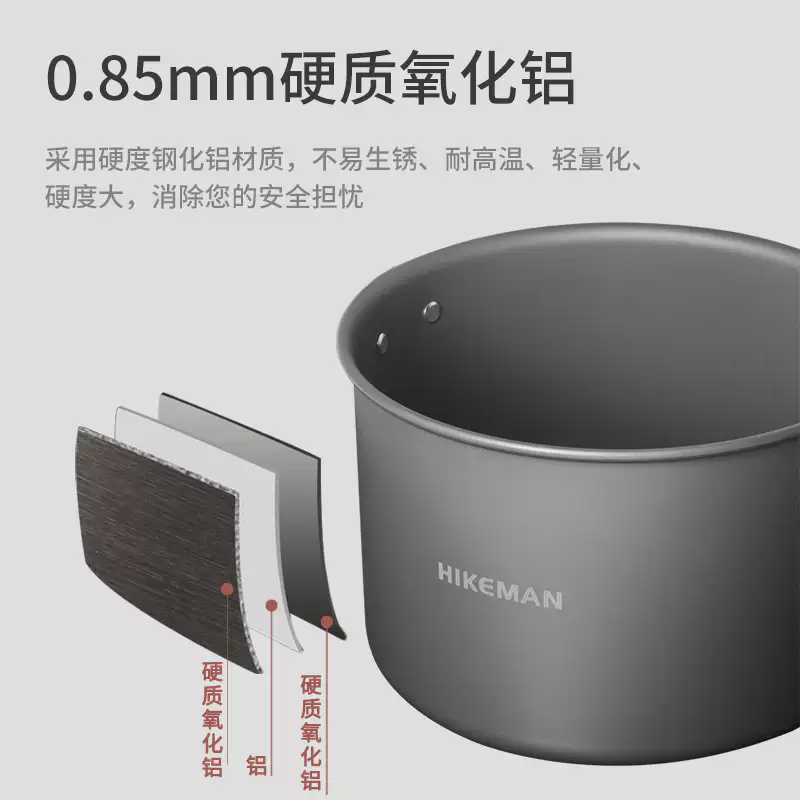 0.85mm硬质氧化铝
采用硬度钢化铝材质，不易生锈、耐高温、轻量化、
硬度大，消除您的安全担忧
HIKEMAN
硬质氧化铝
铝
硬质氧化铝